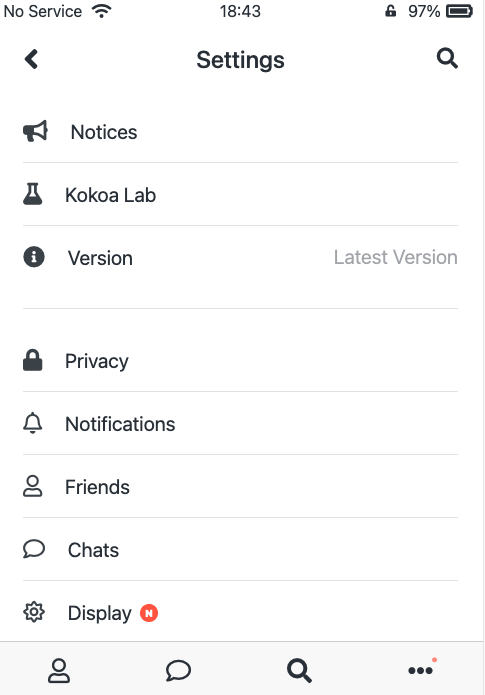 No Service 18:43 97%
Settings
Notices
Kokoa Lab
Version Latest Version
Privacy
Notifications
Friends
Chats
Display N